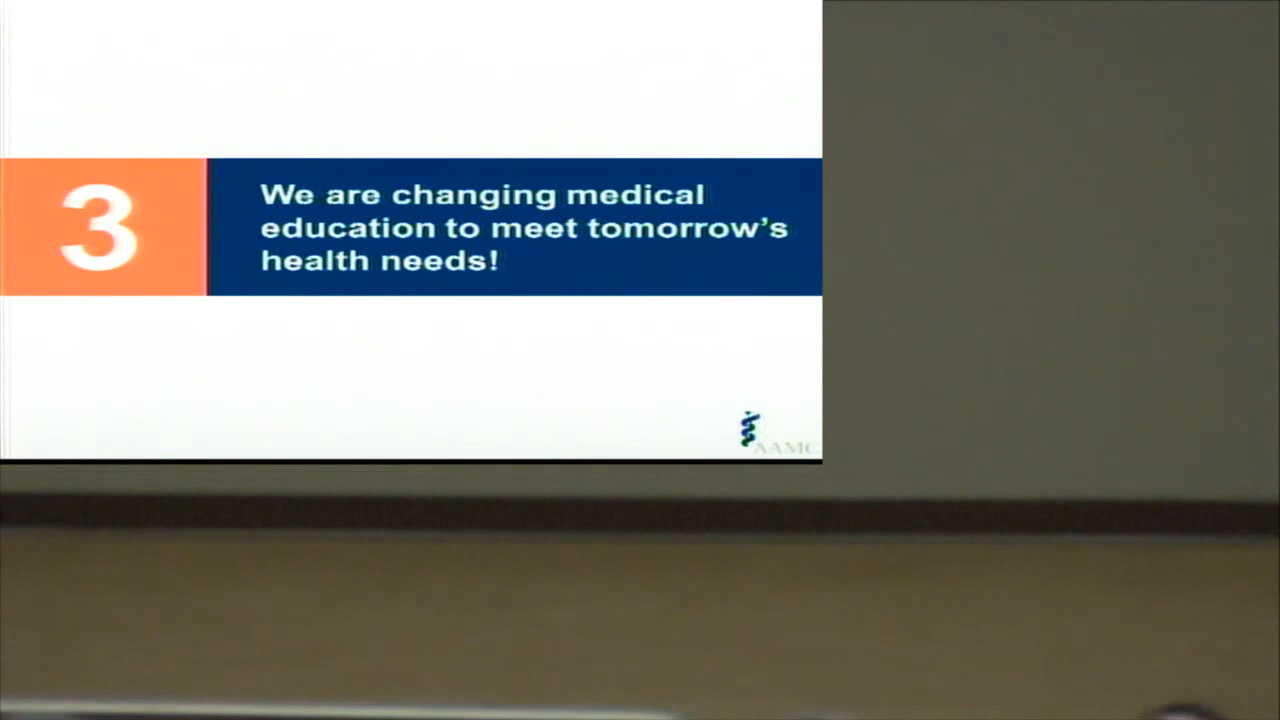 3
We are changing medical
education to meet tomorrow's
health needs!
AAMC